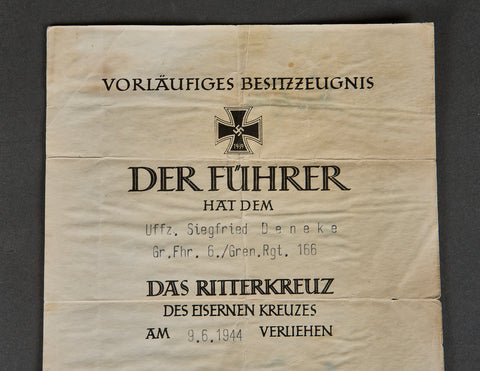 VORLÄUFIGES BESITZZEUGNIS
1939
DER FÜHRER
HAT DEM
Uffz. Siegfried D e n e k e
Gr.Fhr. 6./Gren.Rgt. 166
DAS RITTERKREUZ
DES EISERNEN KREUZES
AM 9.6.1944 VERLIEHEN